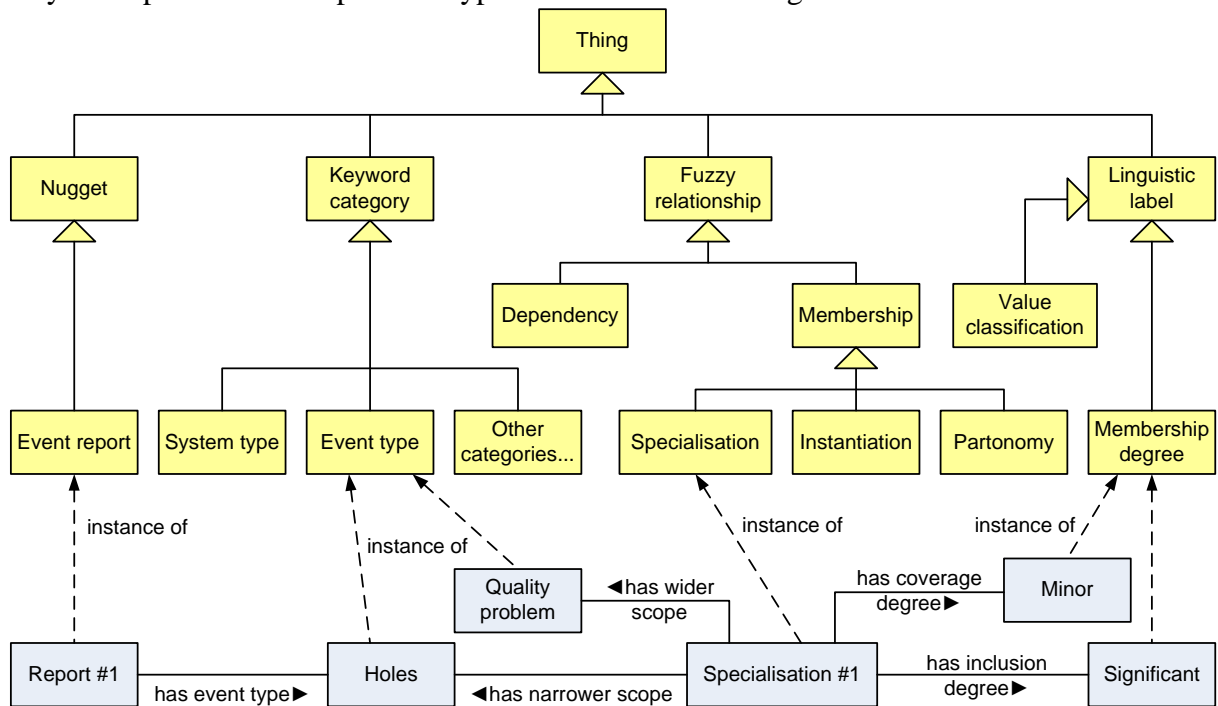 Thing
Nugget
Keyword
category
Fuzzy
relationship
Linguistic
label
Dependency
Membership
Value
classification
Event report
System type
Event type
Other
categories...
Specialisation
Instantiation
Partonomy
Membership
degree
instance of
instance of
instance of
instance of
Quality
problem
◄has wider
scope
has coverage
degree►
Minor
Report #1
has event type►
Holes
◄has narrower scope
Specialisation #1
has inclusion
degree►
Significant